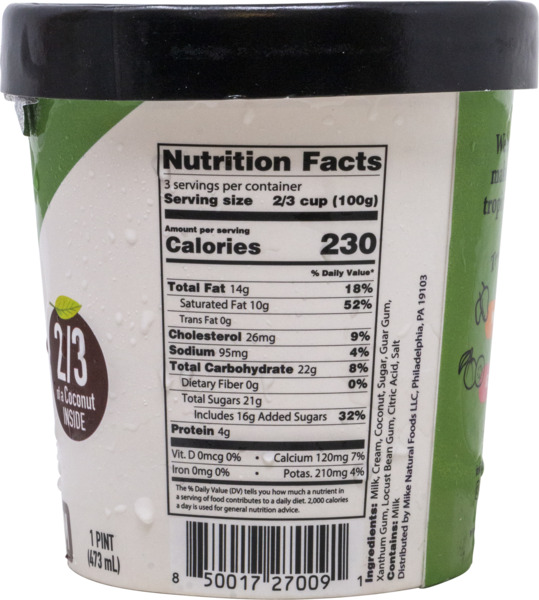 Nutrition Facts
3 servings per container
Serving size 2/3 cup (100g)
Amount per serving
Calories 230
% Daily Value*
Total Fat 14g 18%
Saturated Fat 10g 52%
Trans Fat 0g
Cholesterol 26mg 9%
Sodium 95mg 4%
Total Carbohydrate 22g 8%
Dietary Fiber 0g 0%
Total Sugars 21g
Includes 16g Added Sugars 32%
Protein 4g
Vit. D 0mcg 0% • Calcium 120mg 7%
Iron 0mg 0% • Potas. 210mg 4%
*The % Daily Value (DV) tells you how much a nutrient in
a serving of food contributes to a daily diet. 2,000 calories
a day is used for general nutrition advice.
8 50017 27009 1
Ingredients: Milk, Cream, Coconut, Sugar, Guar Gum,
Xanthum Gum, Locust Bean Gum, Citric Acid, Salt
Contains: Milk
Distributed by Mike Natural Foods LLC, Philadelphia, PA 19103
2/3
of a Coconut
INSIDE
1 PINT
(473 mL)